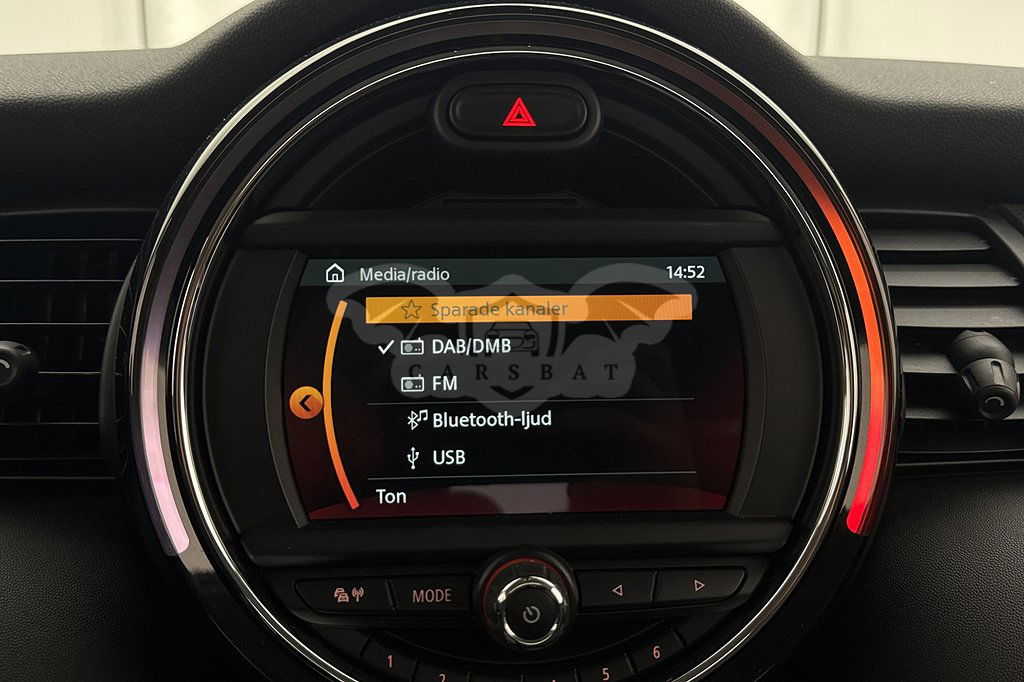 Media/radio 14:52
Sparade kanaler
DAB/DMB
CARSBAT
FM
Bluetooth-ljud
USB
Ton
MODE
1
2
4
5
6